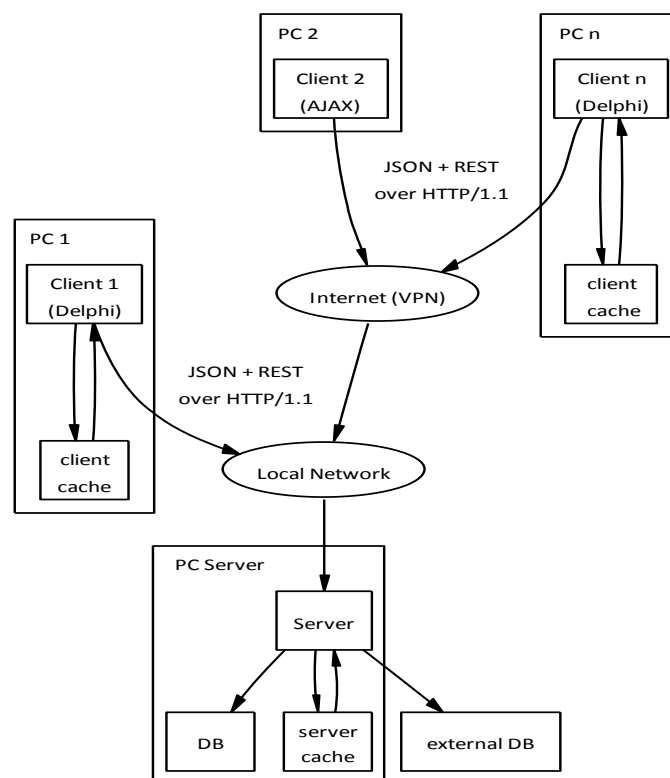 PC 2
Client 2
(AJAX)
PC n
Client n
(Delphi)
JSON + REST
over HTTP/1.1
PC 1
Client 1
(Delphi)
Internet (VPN)
client
cache
JSON + REST
over HTTP/1.1
client
cache
Local Network
PC Server
Server
DB
server
cache
external DB